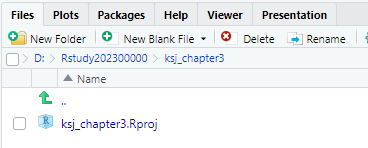 Files Plots Packages Help Viewer Presentation
New Folder New Blank File Delete Rename
D: Rstudy202300000 ksj_chapter3
Name
..
ksj_chapter3.Rproj